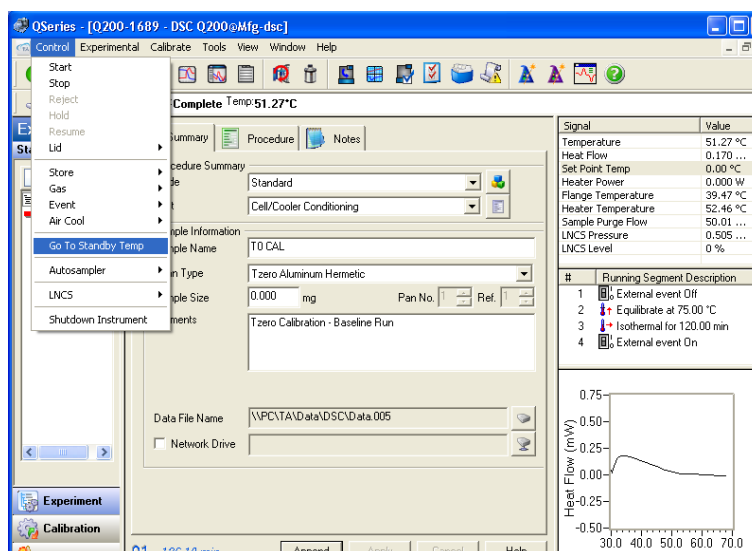 QSeries - [Q200-1689 - DSC Q200@Mfg-dsc]
Control Experimental Calibrate Tools View Window Help
Start
Stop
Reject
Hold
Resume
Lid
Store
Gas
Event
Air Cool
Go To Standby Temp
Autosampler
LNCS
Shutdown Instrument
Complete Temp: 51.27°C
Summary Procedure Notes
Procedure Summary
Standard
Cell/Cooler Conditioning
Sample Information
Sample Name T0 CAL
Pan Type Tzero Aluminum Hermetic
Sample Size 0.000 mg Pan No. 1 Ref. 1
Comments Tzero Calibration - Baseline Run
Data File Name \\PC\TA\Data\DSC\Data.005
Network Drive
Experiment
Calibration
Append Apply Cancel Help
Signal Value
Temperature 51.27 °C
Heat Flow 0.170 ...
Set Point Temp 0.00 °C
Heater Power 0.000 W
Flange Temperature 39.47 °C
Heater Temperature 52.46 °C
Sample Purge Flow 50.01 ...
LNCS Pressure 0.505 ...
LNCS Level 0 %
# Running Segment Description
1 External event Off
2 Equilibrate at 75.00 °C
3 Isothermal for 120.00 min
4 External event On
Heat Flow (mW)
0.75
0.50
0.25
0.00
-0.25
-0.50
30.0 40.0 50.0 60.0 70.0